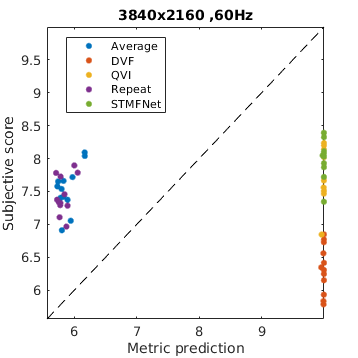 3840x2160 ,60Hz
Average
DVF
QVI
Repeat
STMFNet
9.5
9
8.5
8
7.5
7
6.5
6
Subjective score
6 7 8 9
Metric prediction